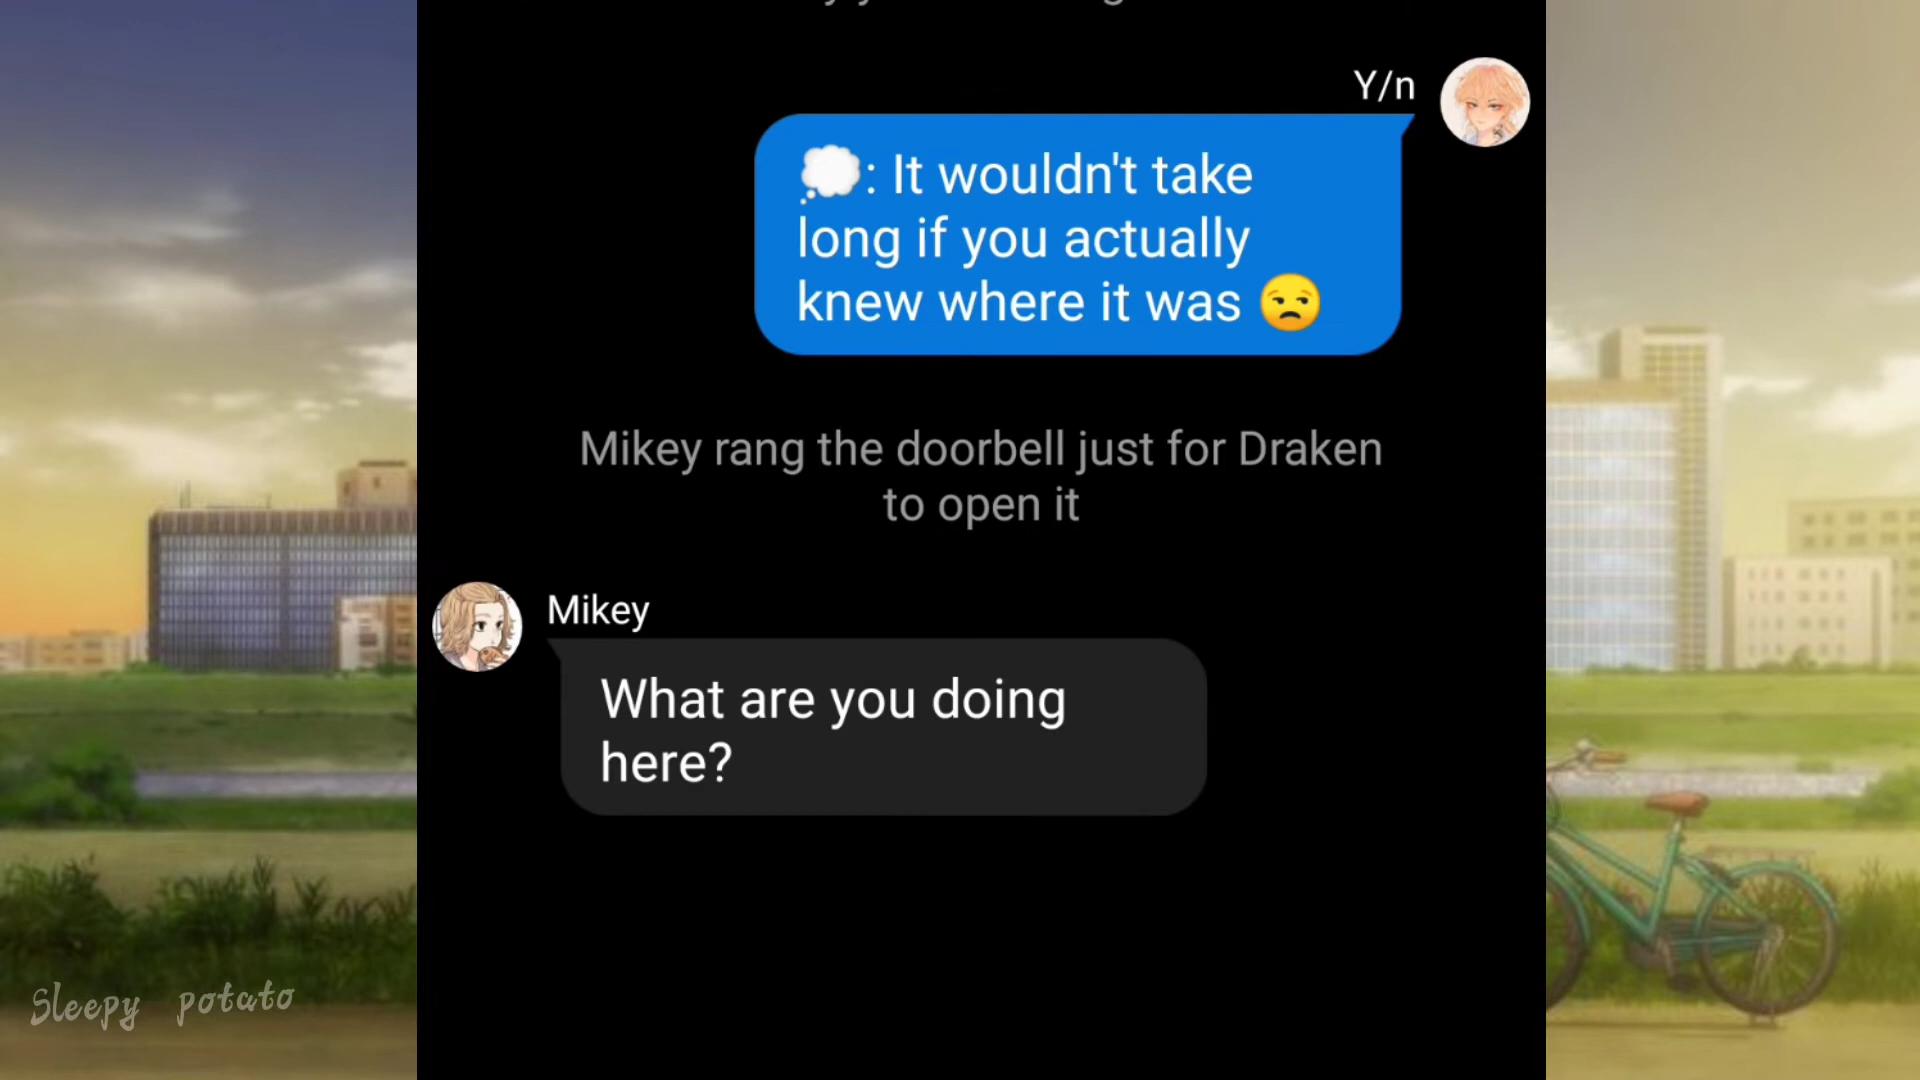 Y/n
💭: It wouldn't take
long if you actually
knew where it was 😒
Mikey rang the doorbell just for Draken
to open it
Mikey
What are you doing
here?
Sleepy potato